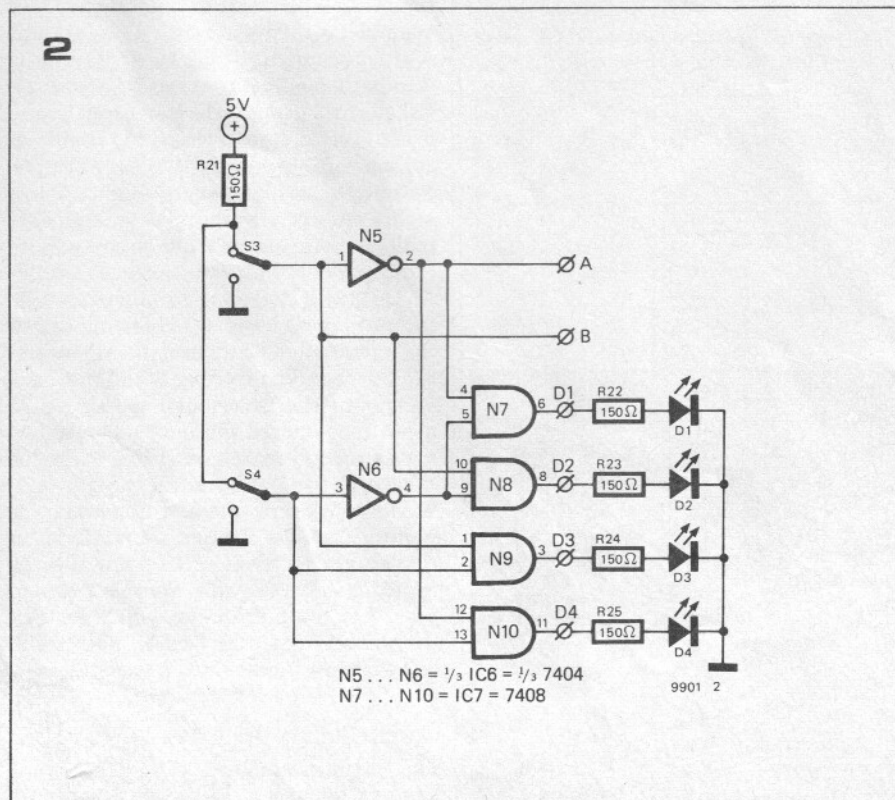 2
5V
+
R21
150Ω
S3
N5
1
2
A
B
4
5
N7
6
D1
R22
150Ω
D1
S4
N6
3
4
10
9
N8
8
D2
R23
150Ω
D2
1
2
N9
3
D3
R24
150Ω
D3
12
13
N10
11
D4
R25
150Ω
D4
N5 . . . N6 = 1/3 IC6 = 1/3 7404
N7 . . . N10 = IC7 = 7408
9901 2